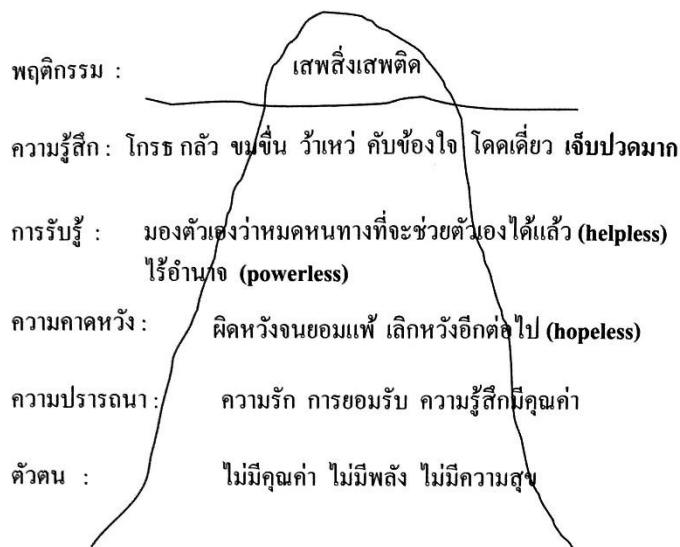 พฤติกรรม : เสพสิ่งเสพติด
ความรู้สึก : โกรธ กลัว ขมขื่น ว้าเหว่ คับข้องใจ โดดเดี่ยว เจ็บปวดมาก
การรับรู้ : มองตัวเองว่าหมดหนทางที่จะช่วยตัวเองได้แล้ว (helpless)
ไร้อำนาจ (powerless)
ความคาดหวัง : ผิดหวังจนยอมแพ้ เลิกหวังอีกต่อไป (hopeless)
ความปรารถนา : ความรัก การยอมรับ ความรู้สึกมีคุณค่า
ตัวตน : ไม่มีคุณค่า ไม่มีพลัง ไม่มีความสุข